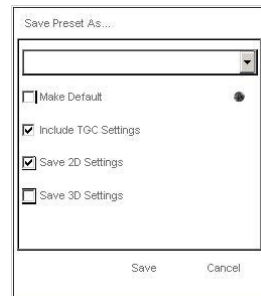 Save Preset As...
Make Default
Include TGC Settings
Save 2D Settings
Save 3D Settings
Save Cancel